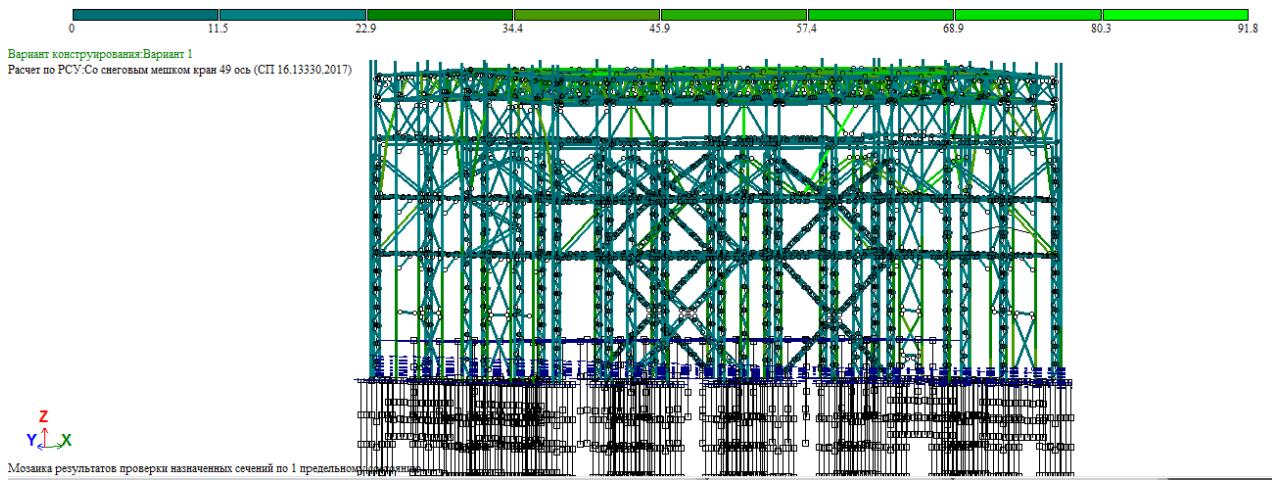 0 11.5 22.9 34.4 45.9 57.4 68.9 80.3 91.8
Вариант конструирования:Вариант 1
Расчет по РСУ:Со снеговым мешком кран 49 ось (СП 16.13330.2017)
Z
Y X
Мозаика результатов проверки назначенных сечений по 1 предельному состоянию